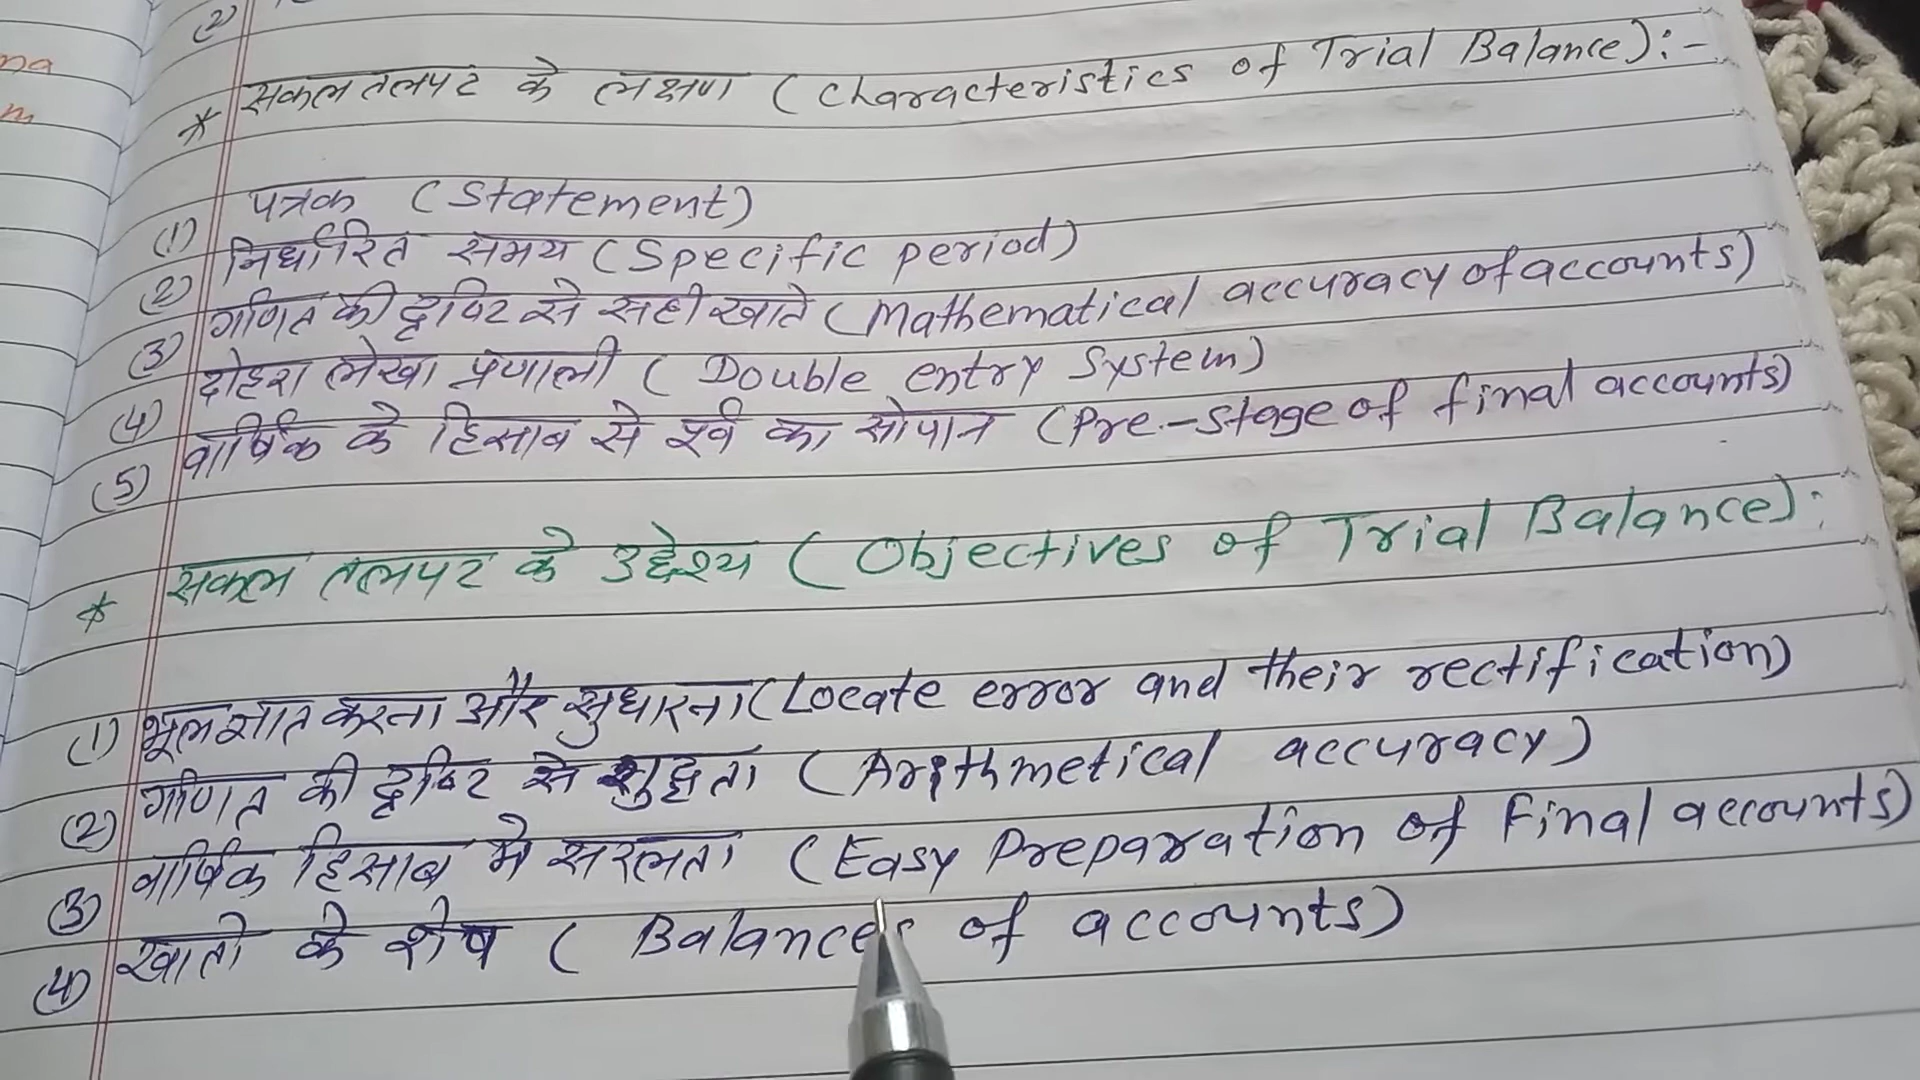 (2)
na
m
* सकल तलपट के लक्षण (Characteristics of Trial Balance):-
(1) पत्रक (Statement)
(2) निर्धारित समय (Specific period)
(3) गणित की दृष्टि से सही खाते (Mathematical accuracy of accounts)
(4) दोहरा लेखा प्रणाली (Double entry System)
(5) वार्षिक के हिसाब से पूर्व का सोपान (Pre-stage of final accounts)
* सकल तलपट के उद्देश्य (Objectives of Trial Balance):
(1) भूल ज्ञात करना और सुधारना (Locate error and their rectification)
(2) गणित की दृष्टि से शुद्धता (Arithmetical accuracy)
(3) वार्षिक हिसाब मे सरलता (Easy Preparation of Final accounts)
(4) खातो के शेष (Balances of accounts)